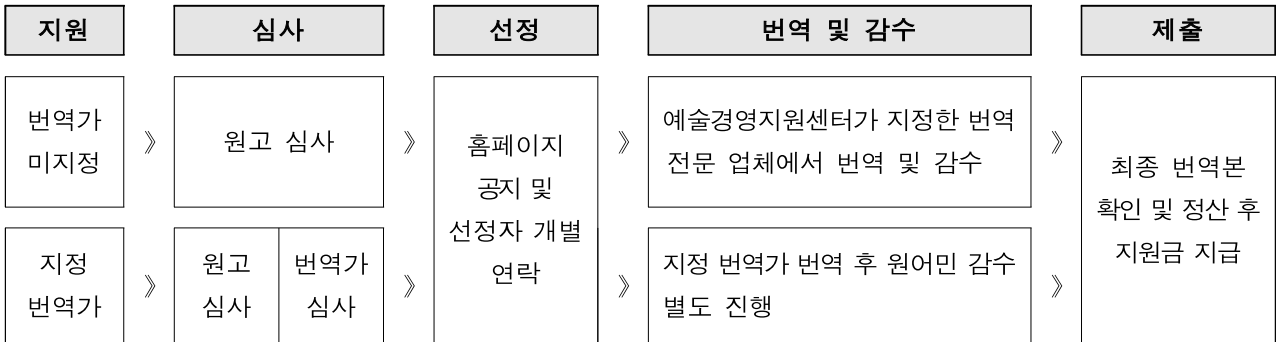 지원 심사 선정 번역 및 감수 제출
번역가
미지정
》
원고 심사
》
홈페이지
공지 및
선정자 개별
연락
》
예술경영지원센터가 지정한 번역
전문 업체에서 번역 및 감수
》
최종 번역본
확인 및 정산 후
지원금 지급
지정
번역가
》
원고
심사
번역가
심사
》
》
지정 번역가 번역 후 원어민 감수
별도 진행
》